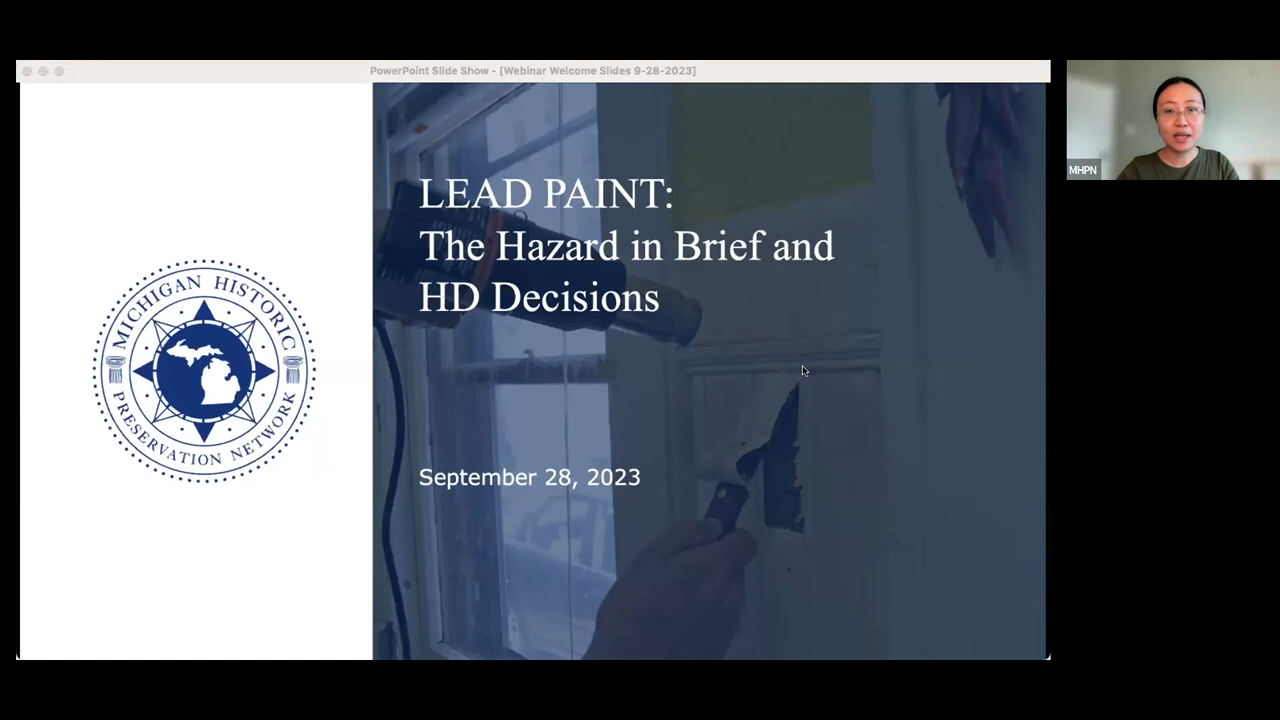 PowerPoint Slide Show - [Webinar Welcome Slides 9-28-2023]
LEAD PAINT:
The Hazard in Brief and
HD Decisions
September 28, 2023
MICHIGAN HISTORIC
PRESERVATION NETWORK
MHPN